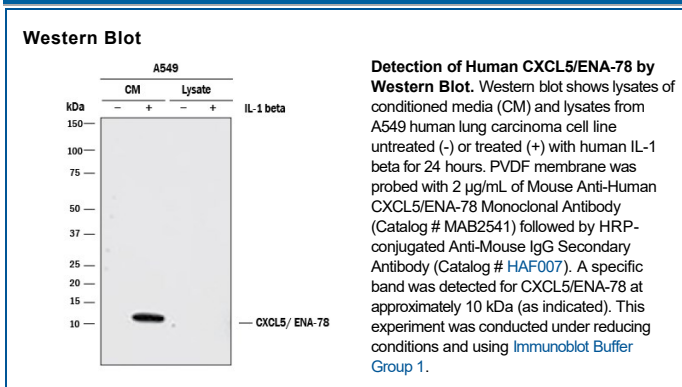 Western Blot
A549
CM Lysate
kDa – + – + IL-1 beta
150
100
75
50
37
25
20
15
10
CXCL5/ ENA-78
Detection of Human CXCL5/ENA-78 by
Western Blot. Western blot shows lysates of
conditioned media (CM) and lysates from
A549 human lung carcinoma cell line
untreated (-) or treated (+) with human IL-1
beta for 24 hours. PVDF membrane was
probed with 2 µg/mL of Mouse Anti-Human
CXCL5/ENA-78 Monoclonal Antibody
(Catalog # MAB2541) followed by HRP-
conjugated Anti-Mouse IgG Secondary
Antibody (Catalog # HAF007). A specific
band was detected for CXCL5/ENA-78 at
approximately 10 kDa (as indicated). This
experiment was conducted under reducing
conditions and using Immunoblot Buffer
Group 1.